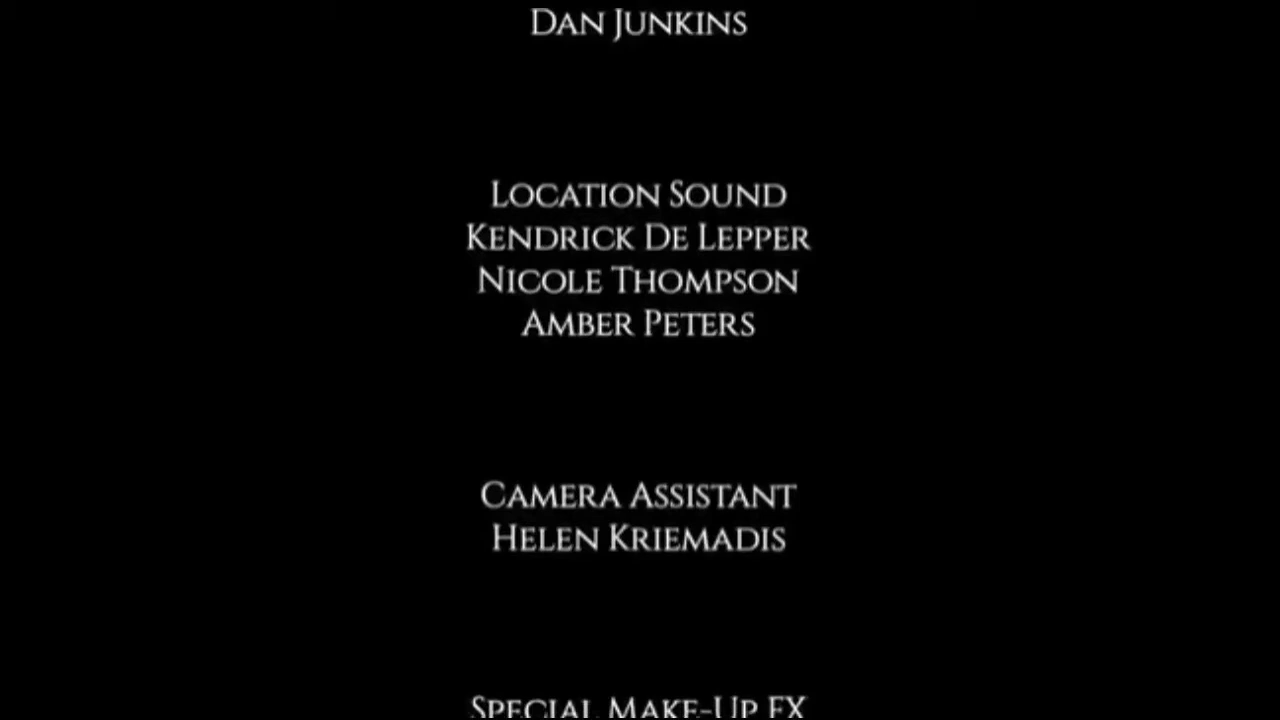 Dan Junkins
Location Sound
Kendrick De Lepper
Nicole Thompson
Amber Peters
Camera Assistant
Helen Kriemadis
Special Make-Up FX